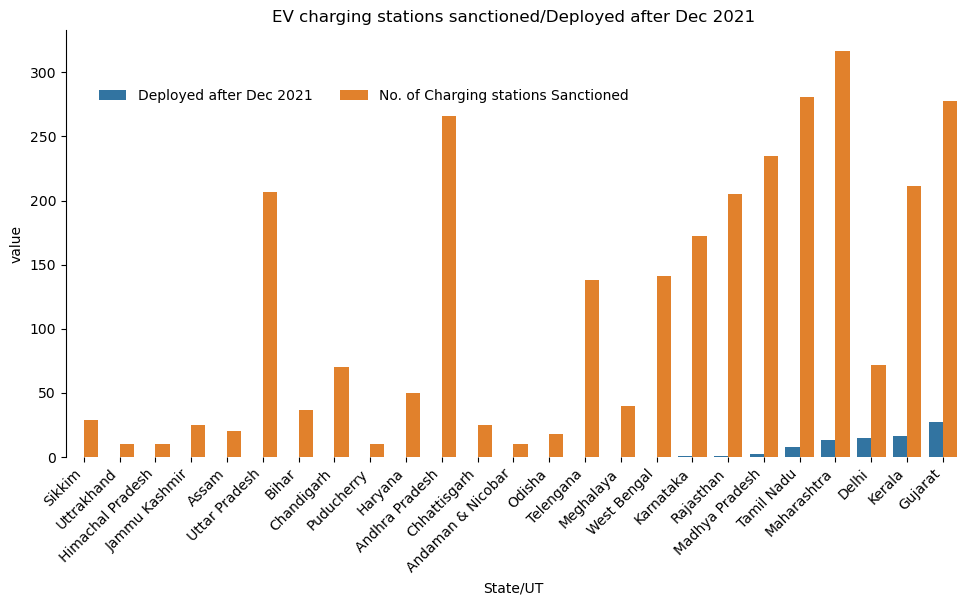 EV charging stations sanctioned/Deployed after Dec 2021
Deployed after Dec 2021
No. of Charging stations Sanctioned
value
300
250
200
150
100
50
0
Sikkim
Uttrakhand
Himachal Pradesh
Jammu Kashmir
Assam
Uttar Pradesh
Bihar
Chandigarh
Puducherry
Haryana
Andhra Pradesh
Chhattisgarh
Andaman & Nicobar
Odisha
Telengana
Meghalaya
West Bengal
Karnataka
Rajasthan
Madhya Pradesh
Tamil Nadu
Maharashtra
Delhi
Kerala
Gujarat
State/UT